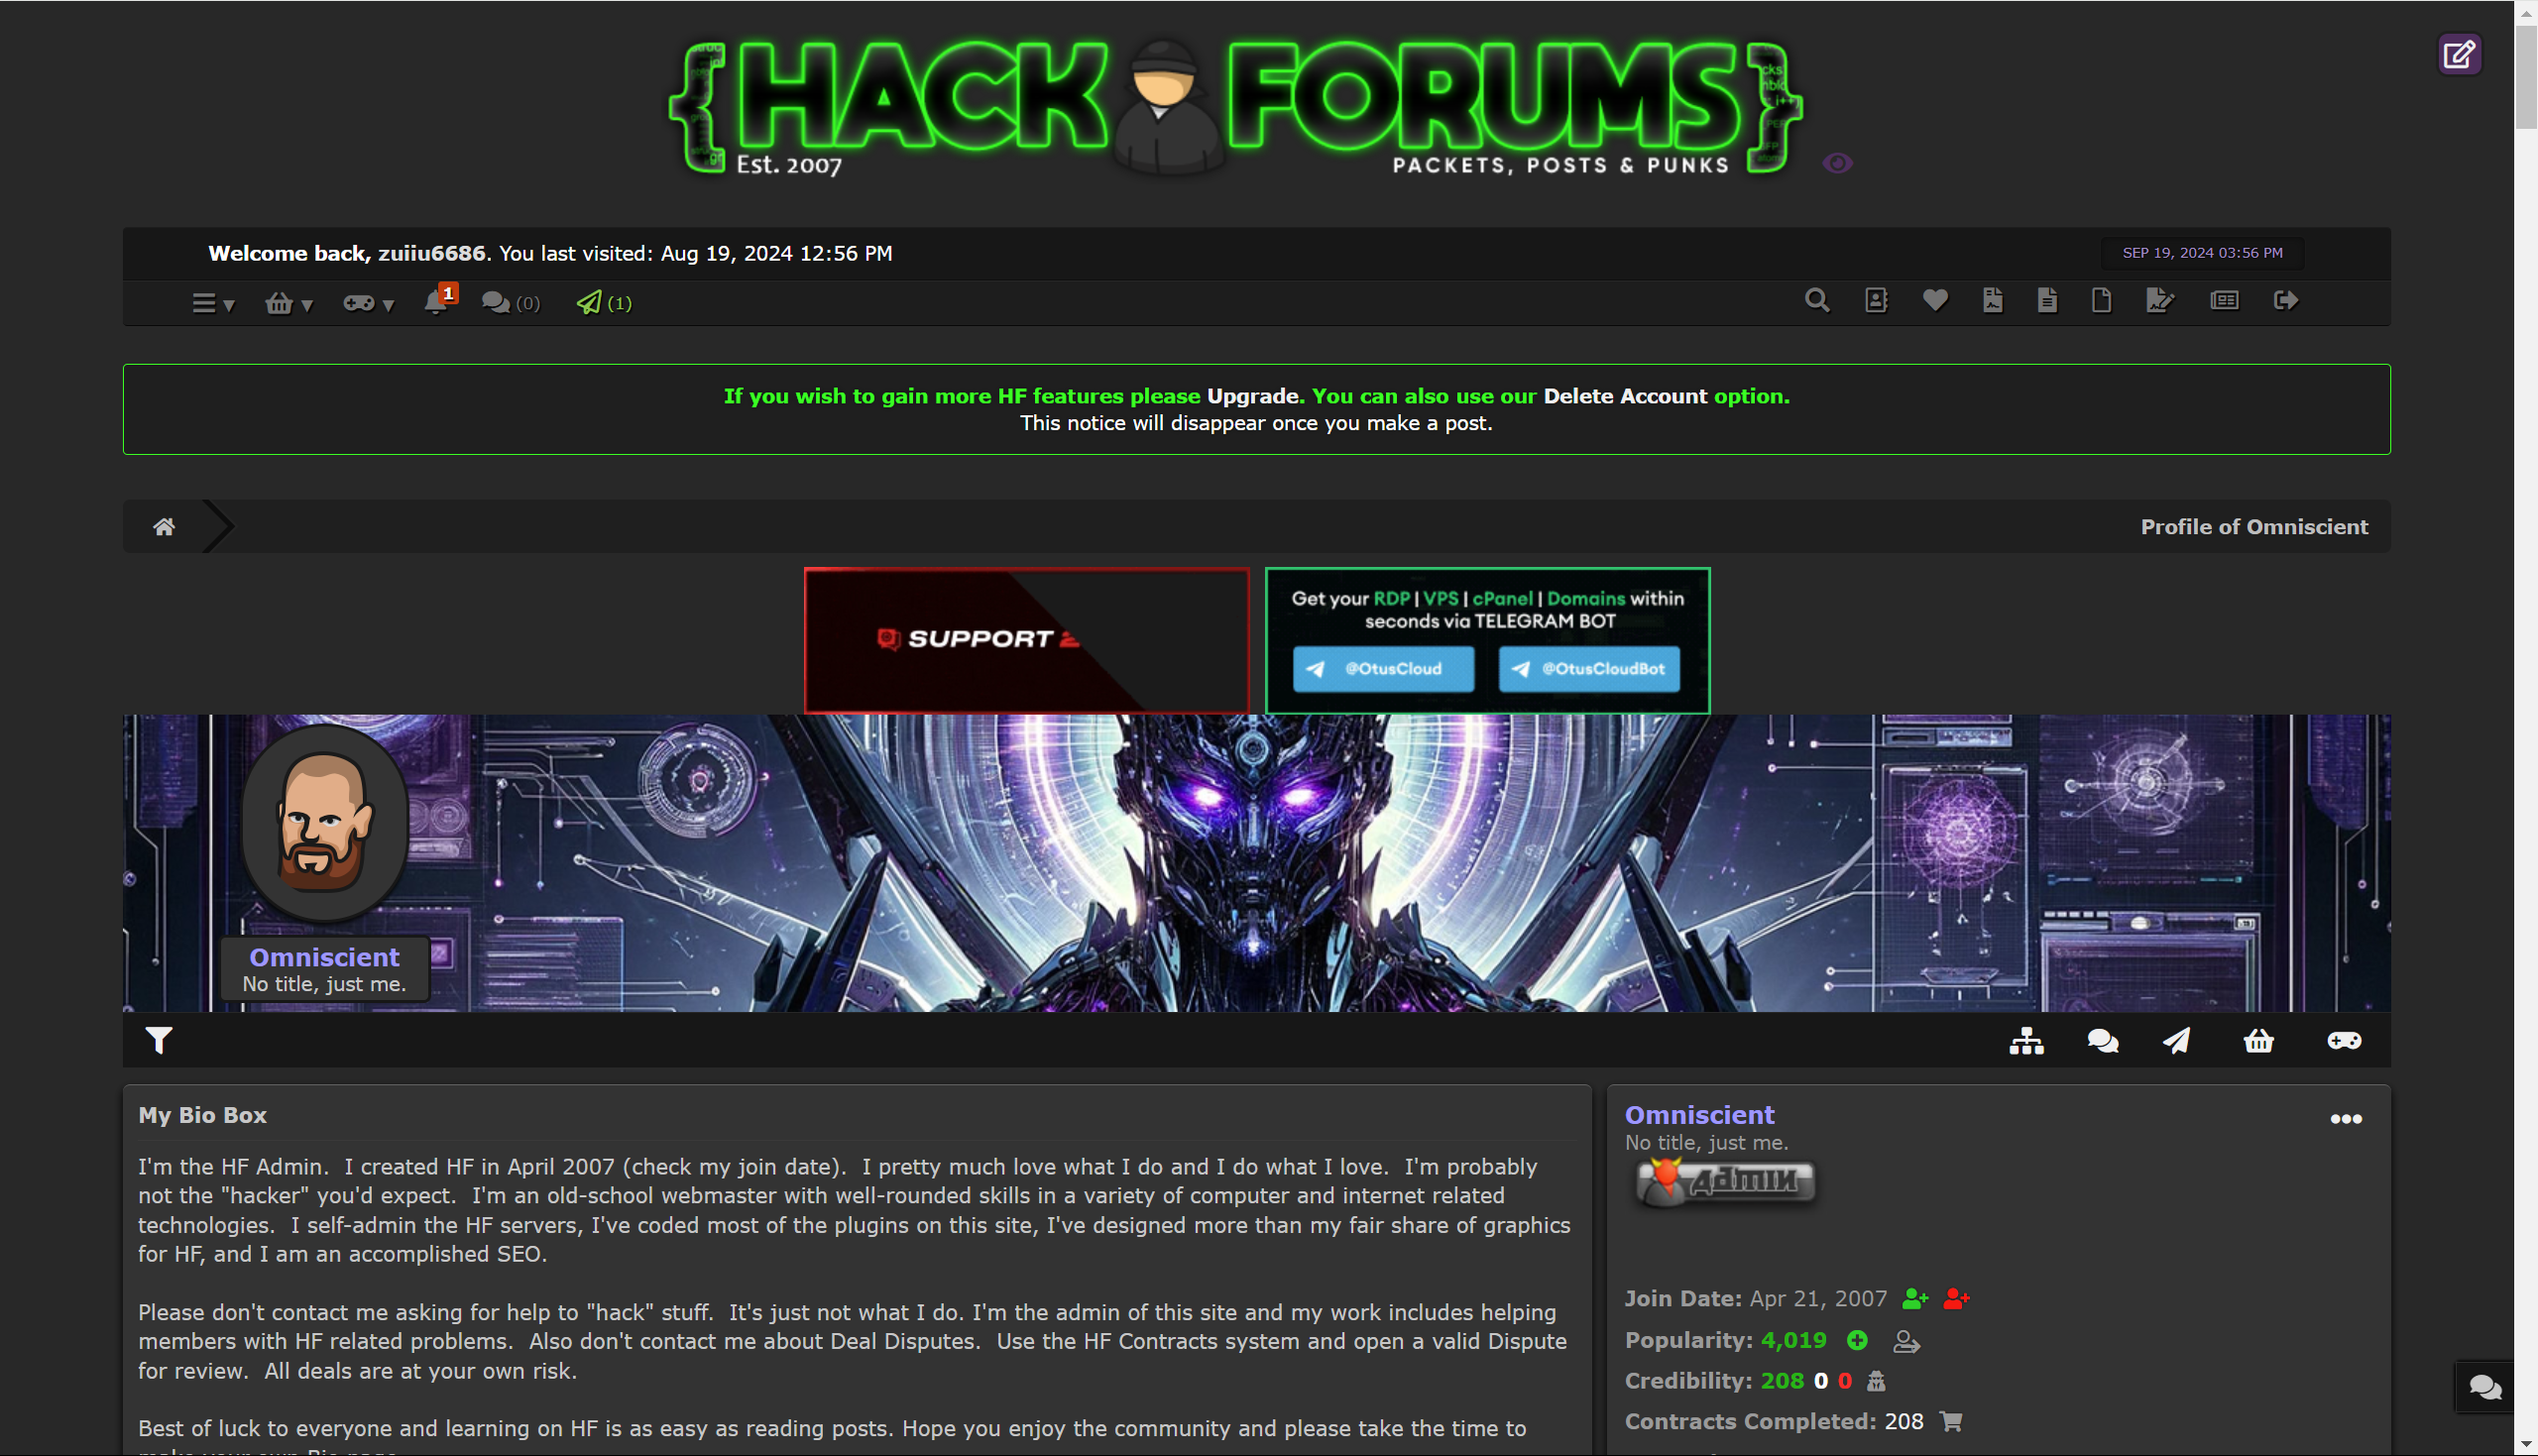 HACK FORUMS
Est. 2007
PACKETS, POSTS & PUNKS
Welcome back, zuiiu6686. You last visited: Aug 19, 2024 12:56 PM
SEP 19, 2024 03:56 PM
1
(0)
(1)
If you wish to gain more HF features please Upgrade. You can also use our Delete Account option.
This notice will disappear once you make a post.
Profile of Omniscient
SUPPORT
Get your RDP | VPS | cPanel | Domains within
seconds via TELEGRAM BOT
@OtusCloud
@OtusCloudBot
Omniscient
No title, just me.
My Bio Box
I'm the HF Admin. I created HF in April 2007 (check my join date). I pretty much love what I do and I do what I love. I'm probably
not the "hacker" you'd expect. I'm an old-school webmaster with well-rounded skills in a variety of computer and internet related
technologies. I self-admin the HF servers, I've coded most of the plugins on this site, I've designed more than my fair share of graphics
for HF, and I am an accomplished SEO.
Please don't contact me asking for help to "hack" stuff. It's just not what I do. I'm the admin of this site and my work includes helping
members with HF related problems. Also don't contact me about Deal Disputes. Use the HF Contracts system and open a valid Dispute
for review. All deals are at your own risk.
Best of luck to everyone and learning on HF is as easy as reading posts. Hope you enjoy the community and please take the time to
Omniscient
No title, just me.
Admin
Join Date: Apr 21, 2007
Popularity: 4,019
Credibility: 208 0 0
Contracts Completed: 208